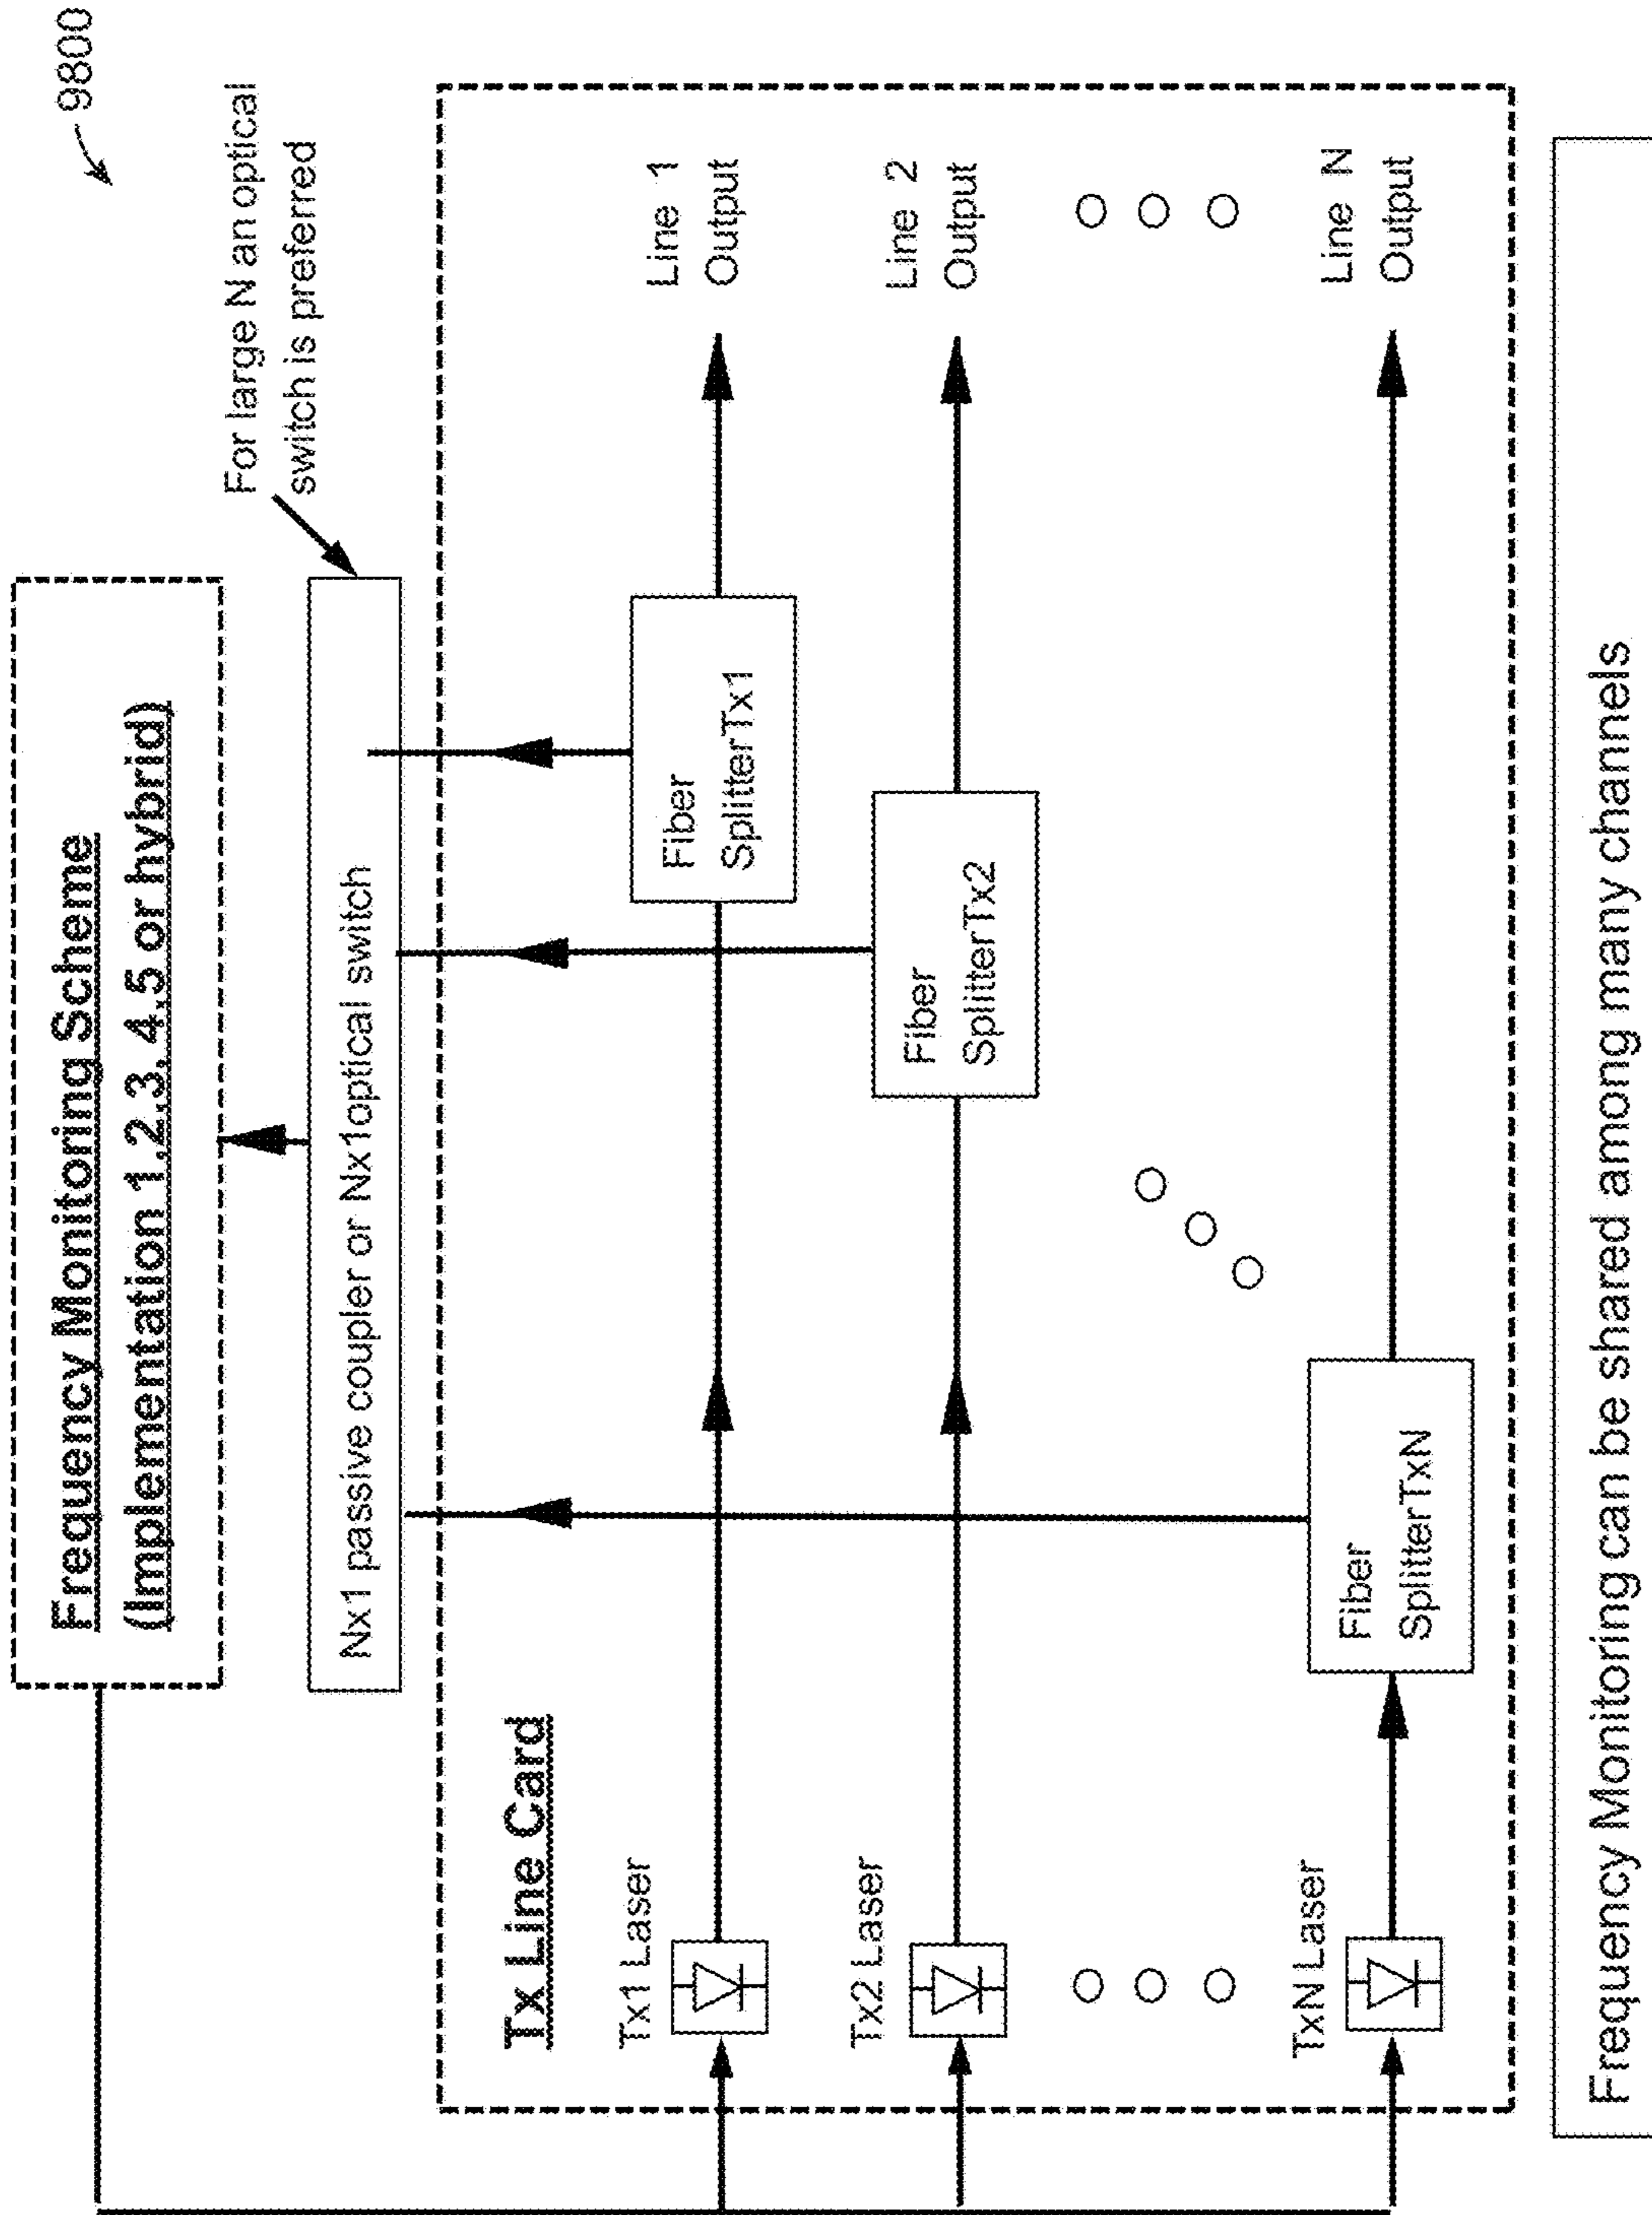 9800
Frequency Monitoring Scheme
(Implementation 1,2,3, 4,5 or hybrid)
For large N an optical
switch is preferred
Nx1 passive coupler or Nx1optical switch
Tx Line Card
Tx1 Laser
Fiber
SplitterTx1
Line 1
Output
Tx2 Laser
Fiber
SplitterTx2
Line 2
Output
TxN Laser
Fiber
SplitterTxN
Line N
Output
Frequency Monitoring can be shared among many channels